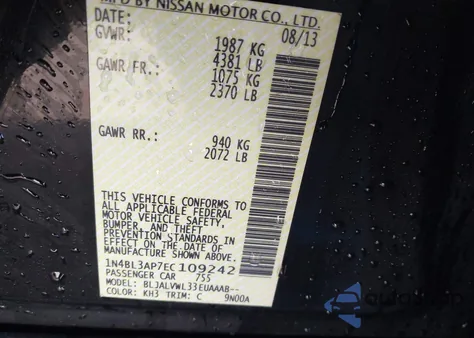 MFD BY NISSAN MOTOR CO., LTD.
DATE: 08/13
GVWR: 1987 KG
4381 LB
GAWR FR.: 1075 KG
2370 LB
GAWR RR.: 940 KG
2072 LB
THIS VEHICLE CONFORMS TO
ALL APPLICABLE FEDERAL
MOTOR VEHICLE SAFETY,
BUMPER, AND THEFT
PREVENTION STANDARDS IN
EFFECT ON THE DATE OF
MANUFACTURE SHOWN ABOVE.
1N4BL3AP7EC109242
PASSENGER CAR 755
MODEL: BLJALVWL33EUAAAB--
COLOR: KH3 TRIM: C 9N00A